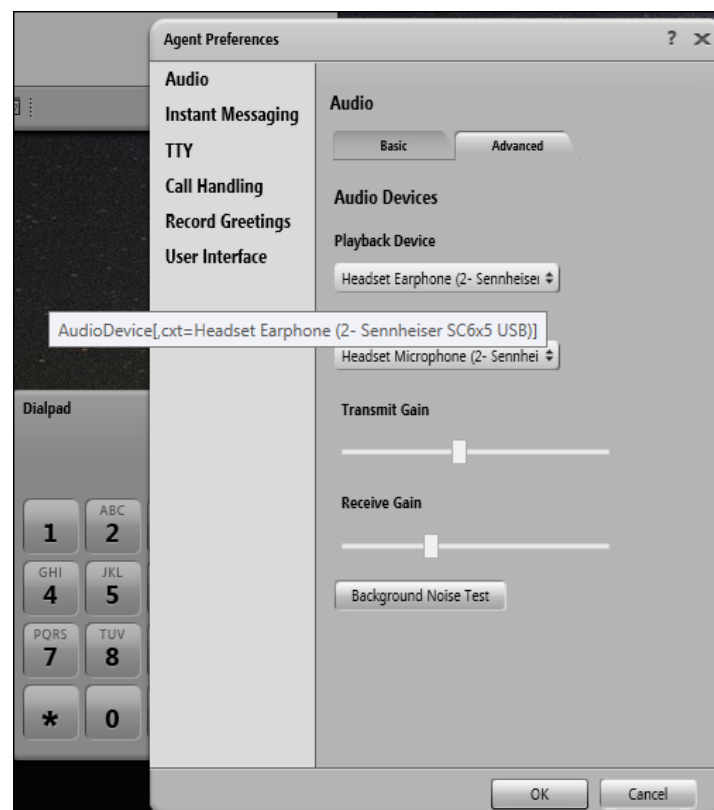 Agent Preferences
? X
Audio
Instant Messaging
TTY
Call Handling
Record Greetings
User Interface
Audio
Basic
Advanced
Audio Devices
Playback Device
Headset Earphone (2- Sennheiser
AudioDevice[,cxt=Headset Earphone (2- Sennheiser SC6x5 USB)]
Headset Microphone (2- Sennhei
Transmit Gain
Receive Gain
Background Noise Test
OK
Cancel
Dialpad
1
ABC
2
GHI
4
JKL
5
PQRS
7
TUV
8
*
0